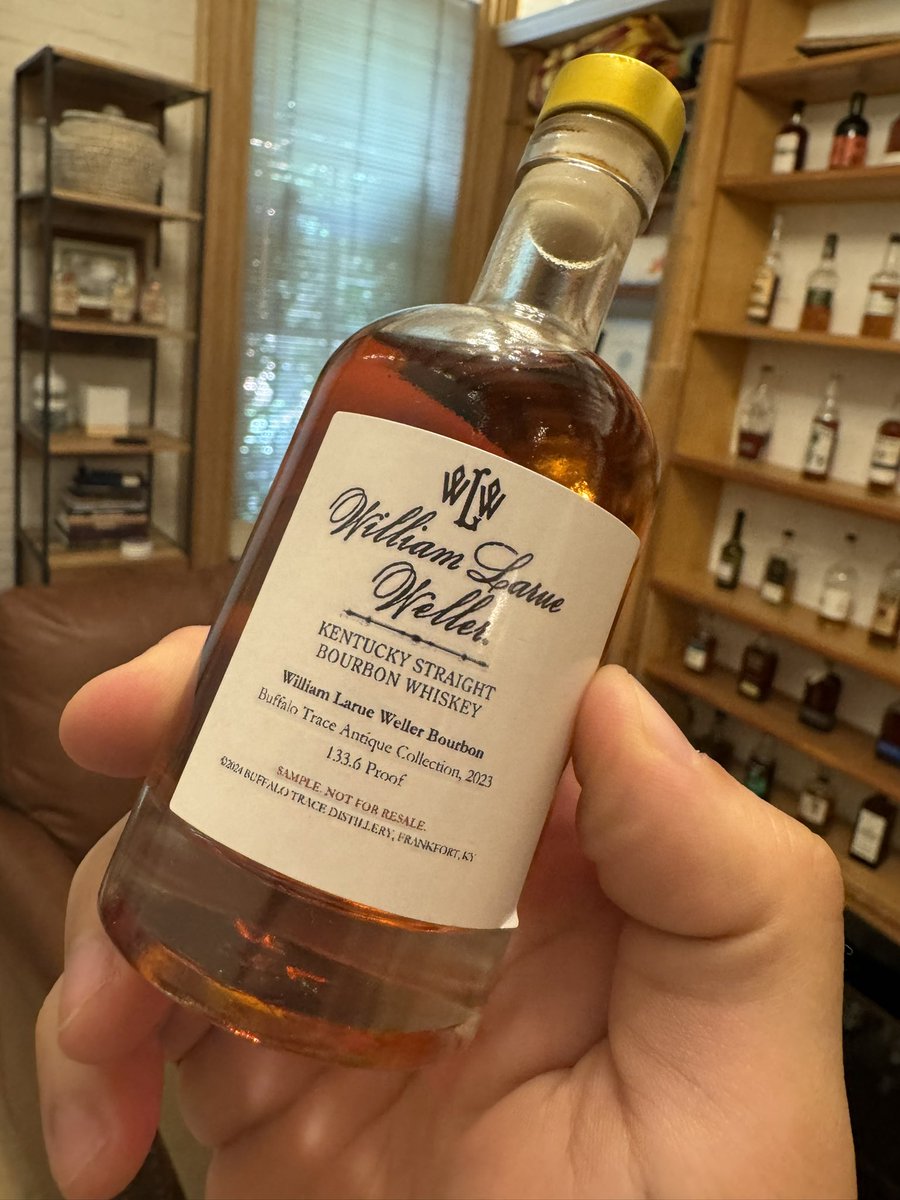 WLW
William Larue
Weller
KENTUCKY STRAIGHT
BOURBON WHISKEY
William Larue Weller Bourbon
Buffalo Trace Antique Collection, 2023
133.6 Proof
SAMPLE. NOT FOR RESALE.
©2024 BUFFALO TRACE DISTILLERY, FRANKFORT, KY